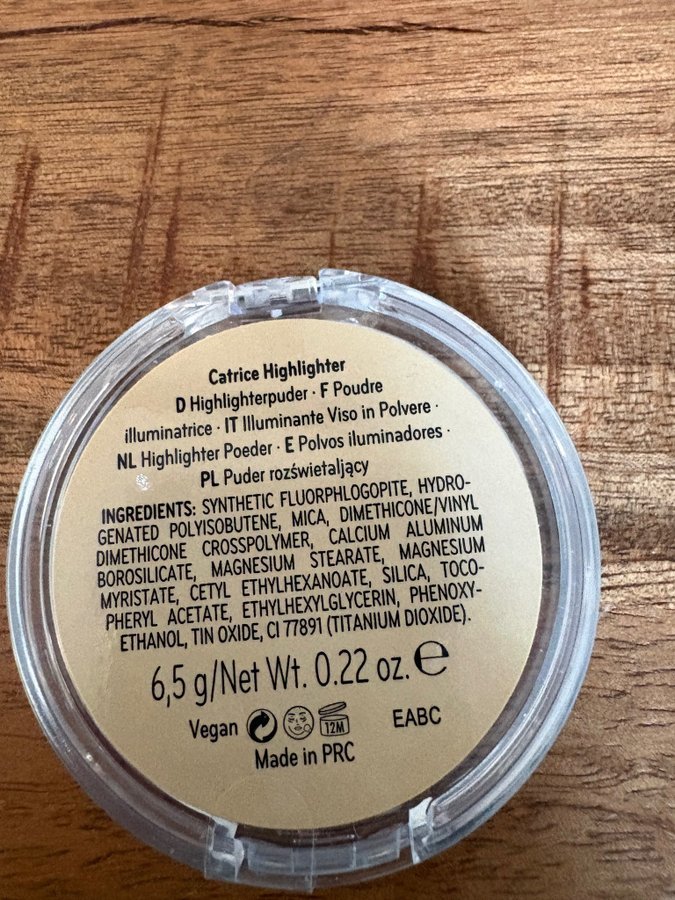 Catrice Highlighter
D Highlighterpuder · F Poudre
illuminatrice · IT Illuminante Viso in Polvere ·
NL Highlighter Poeder · E Polvos iluminadores ·
PL Puder rozświetalający
INGREDIENTS: SYNTHETIC FLUORPHLOGOPITE, HYDRO-
GENATED POLYISOBUTENE, MICA, DIMETHICONE/VINYL
DIMETHICONE CROSSPOLYMER, CALCIUM ALUMINUM
BOROSILICATE, MAGNESIUM STEARATE, MAGNESIUM
MYRISTATE, CETYL ETHYLHEXANOATE, SILICA, TOCO-
PHERYL ACETATE, ETHYLHEXYLGLYCERIN, PHENOXY-
ETHANOL, TIN OXIDE, CI 77891 (TITANIUM DIOXIDE).
6,5 g/Net Wt. 0.22 oz. ℮
Vegan 12M EABC
Made in PRC